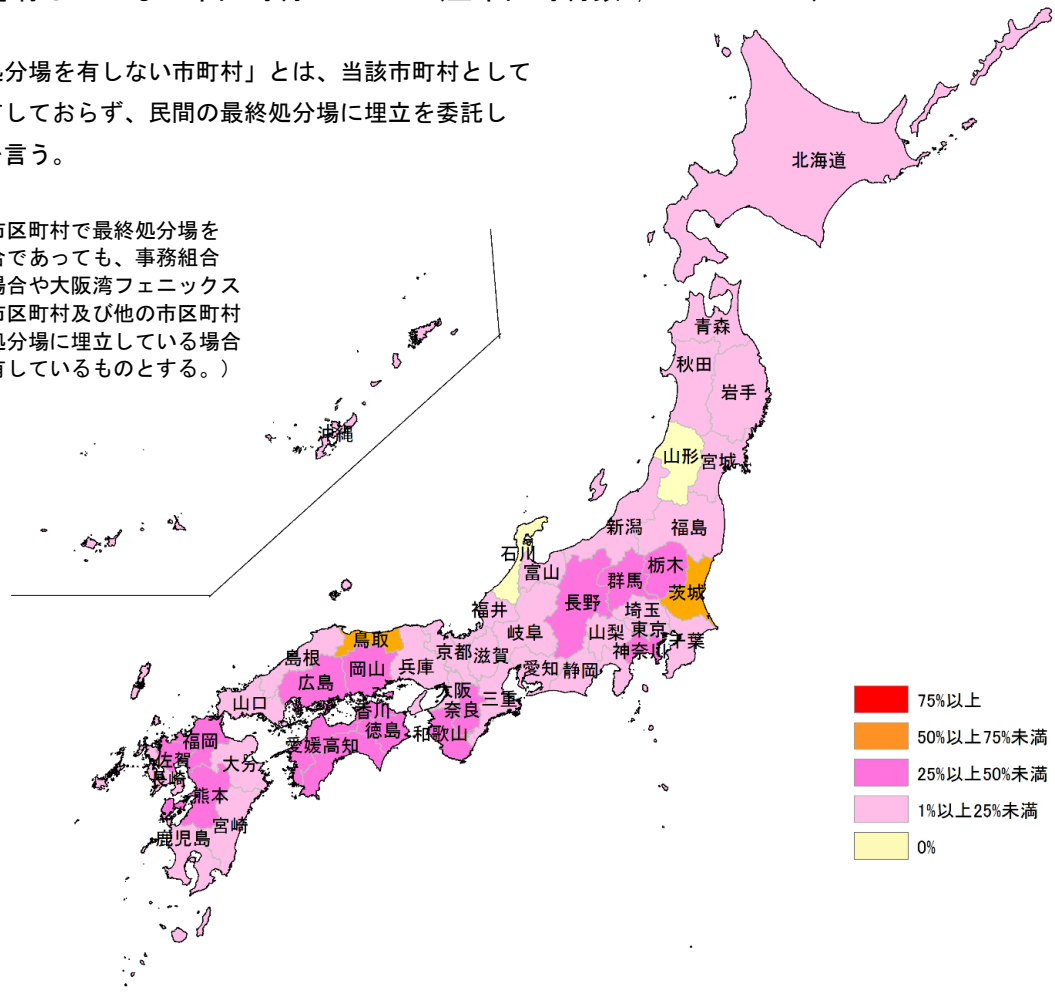 処分場を有しない市町村」とは、当該市町村として
しておらず、民間の最終処分場に埋立を委託し
言う。
市区町村で最終処分場を
合であっても、事務組合
場合や大阪湾フェニックス
市区町村及び他の市区町村
処分場に埋立している場合
有しているものとする。）
北海道
青森
秋田
岩手
山形
宮城
新潟
福島
石川
富山
栃木
群馬
茨城
長野
埼玉
福井
岐阜
山梨
東京
千葉
神奈川
鳥取
京都
滋賀
愛知
静岡
島根
岡山
兵庫
広島
大阪
三重
奈良
山口
香川
徳島
和歌山
愛媛
高知
福岡
佐賀
大分
長崎
熊本
宮崎
鹿児島
沖縄
75%以上
50%以上75%未満
25%以上50%未満
1%以上25%未満
0%